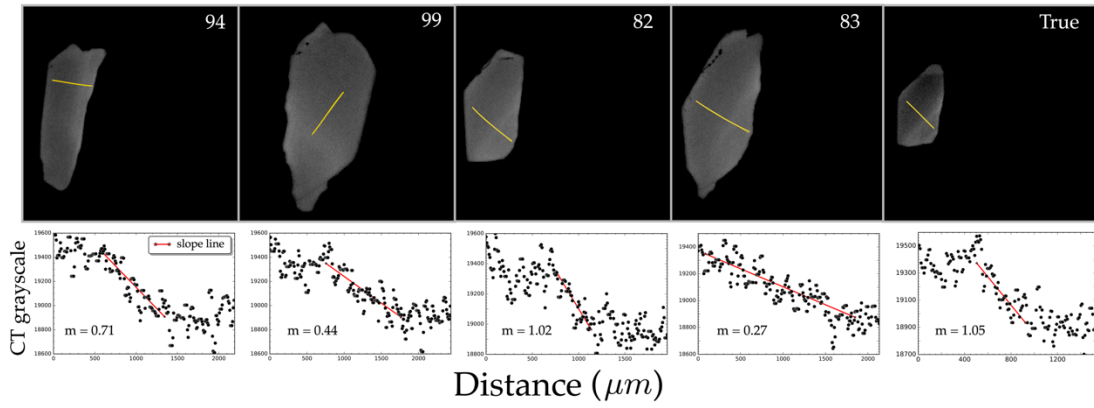 94 99 82 83 True
CT grayscale
19600 19400 19200 19000 18800 18600
slope line
m = 0.71
0 500 1000 1500 2000
19600 19400 19200 19000 18800 18600
m = 0.44
0 500 1000 1500 2000
19600 19400 19200 19000 18800
m = 1.02
0 500 1000 1500
19600 19400 19200 19000 18800 18600
m = 0.27
0 500 1000 1500 2000
19500 19300 19100 18900 18700
m = 1.05
0 400 800 1200
Distance (μm)